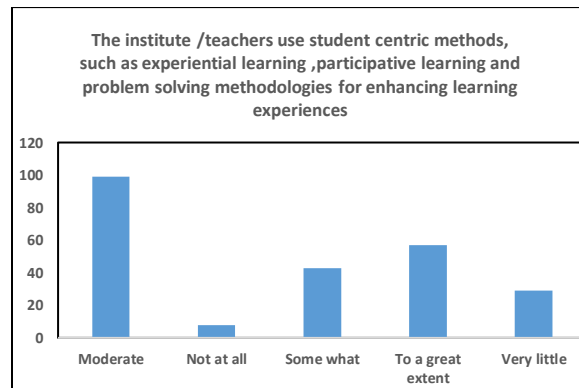 The institute /teachers use student centric methods,
such as experiential learning ,participative learning and
problem solving methodologies for enhancing learning
experiences
120
100
80
60
40
20
0
Moderate
Not at all
Some what
To a great
extent
Very little